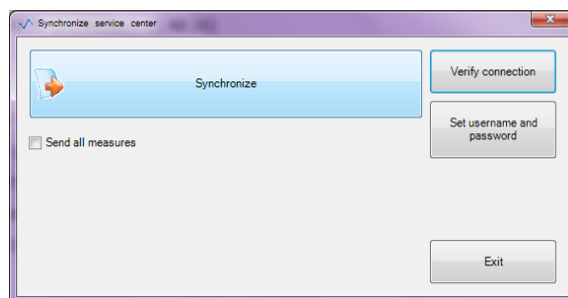 Synchronize service center
Synchronize
Verify connection
Send all measures
Set username and
password
Exit